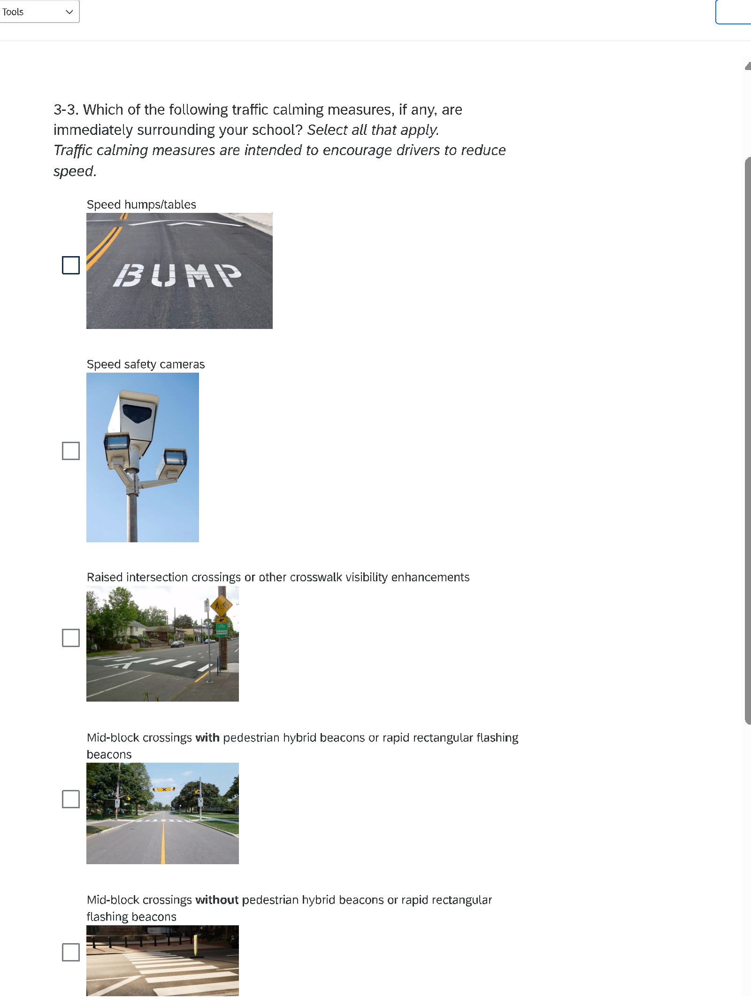 Tools
3-3. Which of the following traffic calming measures, if any, are
immediately surrounding your school? Select all that apply.
Traffic calming measures are intended to encourage drivers to reduce
speed.
Speed humps/tables
BUMP
Speed safety cameras
Raised intersection crossings or other crosswalk visibility enhancements
Mid-block crossings with pedestrian hybrid beacons or rapid rectangular flashing
beacons
X
X
X
Mid-block crossings without pedestrian hybrid beacons or rapid rectangular
flashing beacons